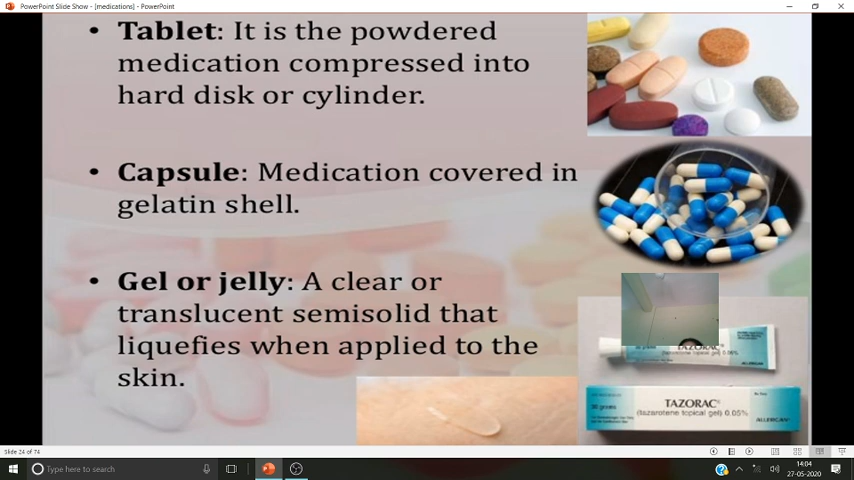 PowerPoint Slide Show - [medications] - PowerPoint
• Tablet: It is the powdered
medication compressed into
hard disk or cylinder.
• Capsule: Medication covered in
gelatin shell.
• Gel or jelly: A clear or
translucent semisolid that
liquefies when applied to the
skin.
TAZORAC
(tazarotene topical gel) 0.05%
ALLERGAN
Slide 24 of 74
Type here to search
14:04
27-05-2020